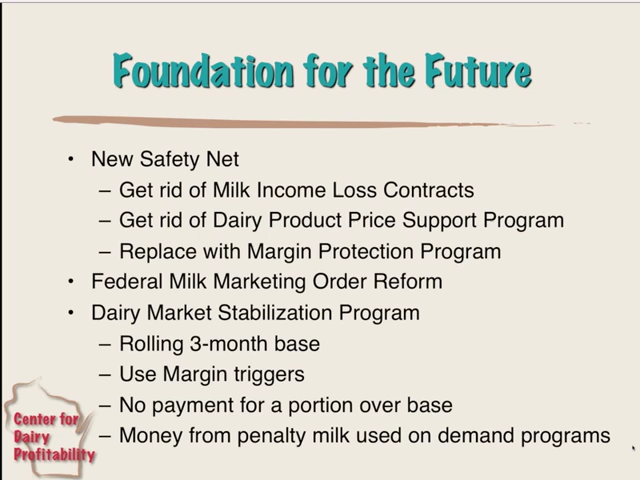 Foundation for the Future
• New Safety Net
– Get rid of Milk Income Loss Contracts
– Get rid of Dairy Product Price Support Program
– Replace with Margin Protection Program
• Federal Milk Marketing Order Reform
• Dairy Market Stabilization Program
– Rolling 3-month base
– Use Margin triggers
– No payment for a portion over base
– Money from penalty milk used on demand programs
Center for
Dairy
Profitability